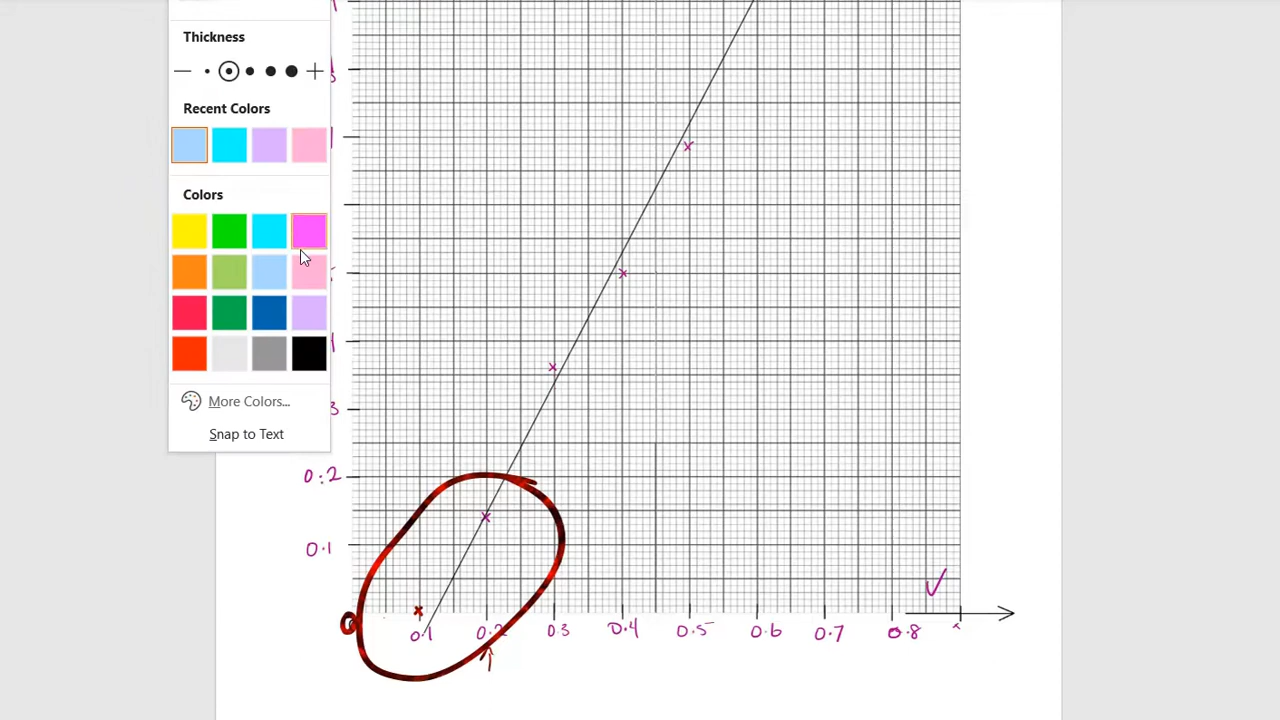 Thickness
Recent Colors
Colors
More Colors...
Snap to Text
3
0.2
0.1
0
0.1 0.2 0.3 0.4 0.5 0.6 0.7 0.8
V